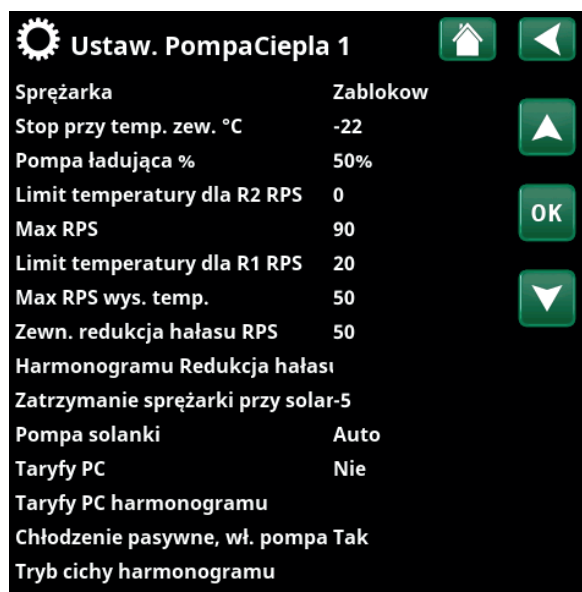 Ustaw. PompaCiepla 1
Sprężarka Zablokow
Stop przy temp. zew. °C -22
Pompa ładująca % 50%
Limit temperatury dla R2 RPS 0
OK
Max RPS 90
Limit temperatury dla R1 RPS 20
Max RPS wys. temp. 50
Zewn. redukcja hałasu RPS 50
Harmonogramu Redukcja hałasu
Zatrzymanie sprężarki przy solar-5
Pompa solanki Auto
Taryfy PC Nie
Taryfy PC harmonogramu
Chłodzenie pasywne, wł. pompa Tak
Tryb cichy harmonogramu